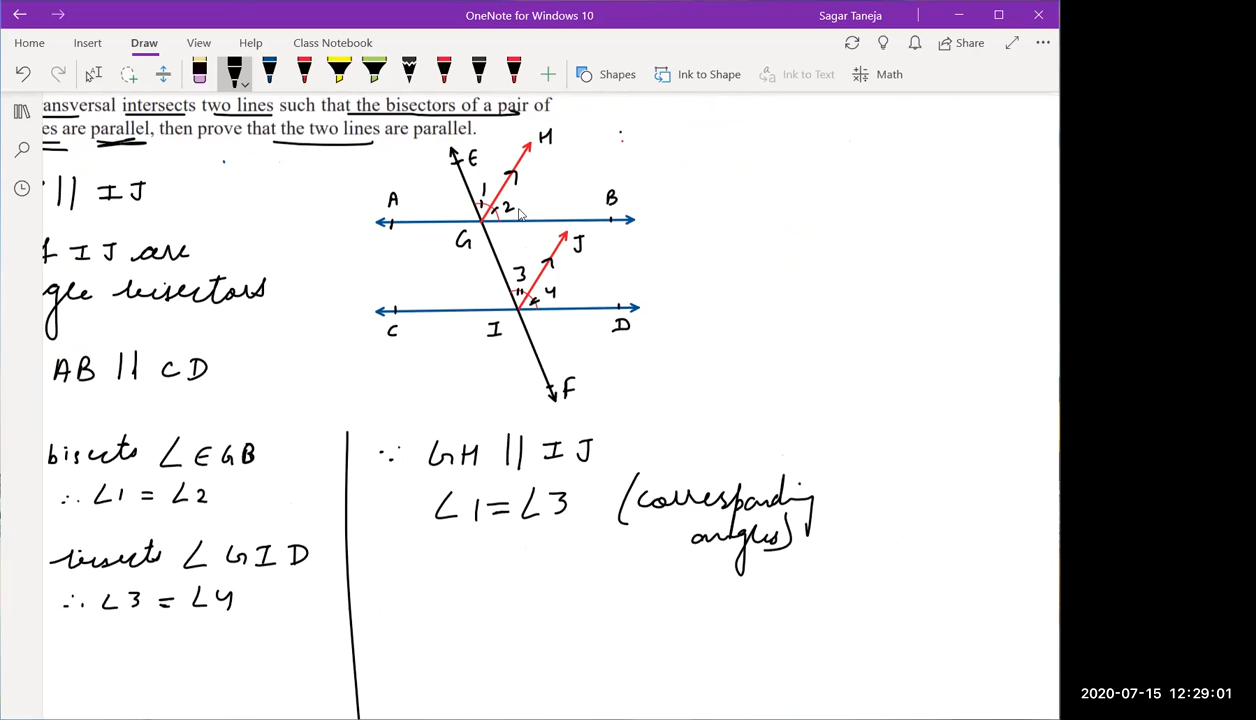 OneNote for Windows 10
Sagar Taneja
Home Insert Draw View Help Class Notebook
Share
Shapes Ink to Shape Ink to Text Math
ansversal intersects two lines such that the bisectors of a pair of
es are parallel, then prove that the two lines are parallel.
|| IJ
IJ are
gle bisectors
AB || CD
E
H
A
1
2
B
G
J
3
4
C
I
D
F
bisects ∠EGB
∴ ∠1 = ∠2
bisects ∠GID
∴ ∠3 = ∠4
∵ GH || IJ
∠1 = ∠3 (corresponding
angles)
2020-07-15 12:29:01